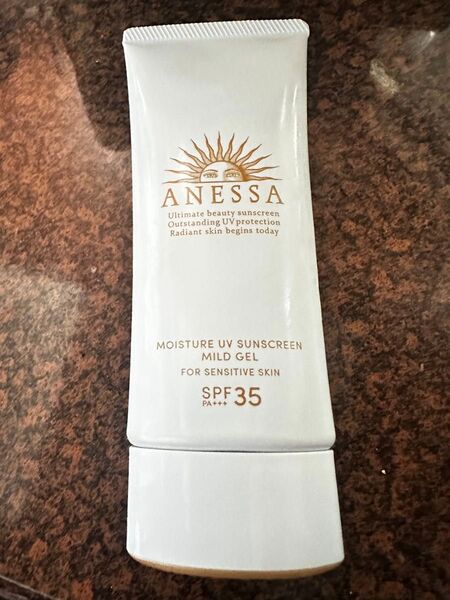 ANESSA
Ultimate beauty sunscreen
Outstanding UV protection
Radiant skin begins today
MOISTURE UV SUNSCREEN
MILD GEL
FOR SENSITIVE SKIN
SPF 35
PA+++